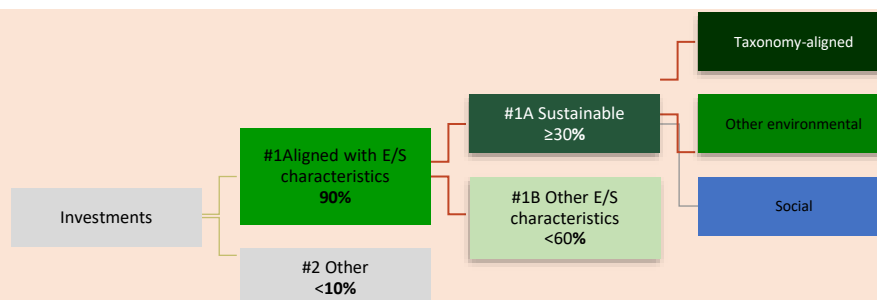 Taxonomy-aligned
#1A Sustainable
≥30%
Other environmental
#1Aligned with E/S
characteristics
90%
#1B Other E/S
characteristics
<60%
Social
Investments
#2 Other
<10%